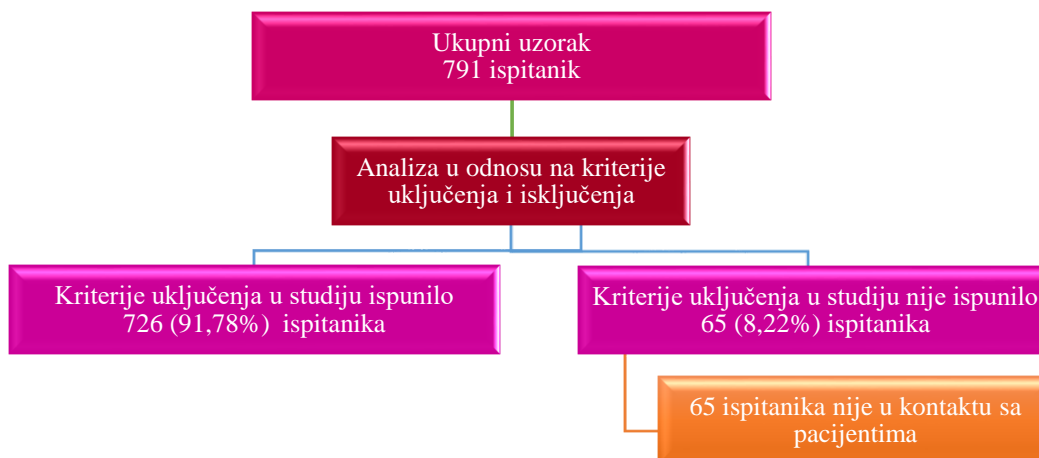 Ukupni uzorak
791 ispitanik
Analiza u odnosu na kriterije
uključenja i isključenja
Kriterije uključenja u studiju ispunilo
726 (91,78%) ispitanika
Kriterije uključenja u studiju nije ispunilo
65 (8,22%) ispitanika
65 ispitanika nije u kontaktu sa
pacijentima